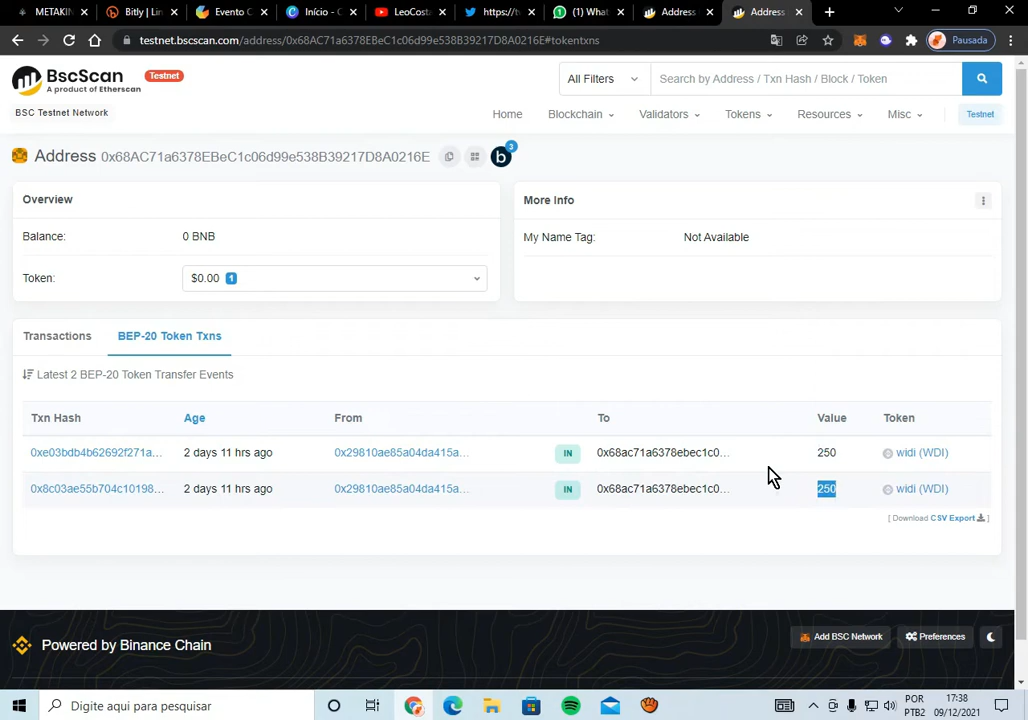 METAKIN
Bitly | Lin
Evento C
Início - C
LeoCosta
https://tw
(1) What
Address
Address
testnet.bscscan.com/address/0x68AC71a6378EBeC1c06d99e538B39217D8A0216E#tokentxns
Pausada
BscScan
A product of Etherscan
Testnet
BSC Testnet Network
All Filters
Search by Address / Txn Hash / Block / Token
Home
Blockchain
Validators
Tokens
Resources
Misc
Testnet
Address 0x68AC71a6378EBeC1c06d99e538B39217D8A0216E
b
3
Overview
Balance:
0 BNB
Token:
$0.00 1
More Info
My Name Tag:
Not Available
Transactions
BEP-20 Token Txns
Latest 2 BEP-20 Token Transfer Events
Txn Hash Age From To Value Token
0xe03bdb4b62692f271a... 2 days 11 hrs ago 0x29810ae85a04da415a... IN 0x68ac71a6378ebec1c0... 250 widi (WDI)
0x8c03ae55b704c10198... 2 days 11 hrs ago 0x29810ae85a04da415a... IN 0x68ac71a6378ebec1c0... 250 widi (WDI)
[ Download CSV Export ]
Powered by Binance Chain
Add BSC Network
Preferences
Digite aqui para pesquisar
POR
PTB2
17:38
09/12/2021